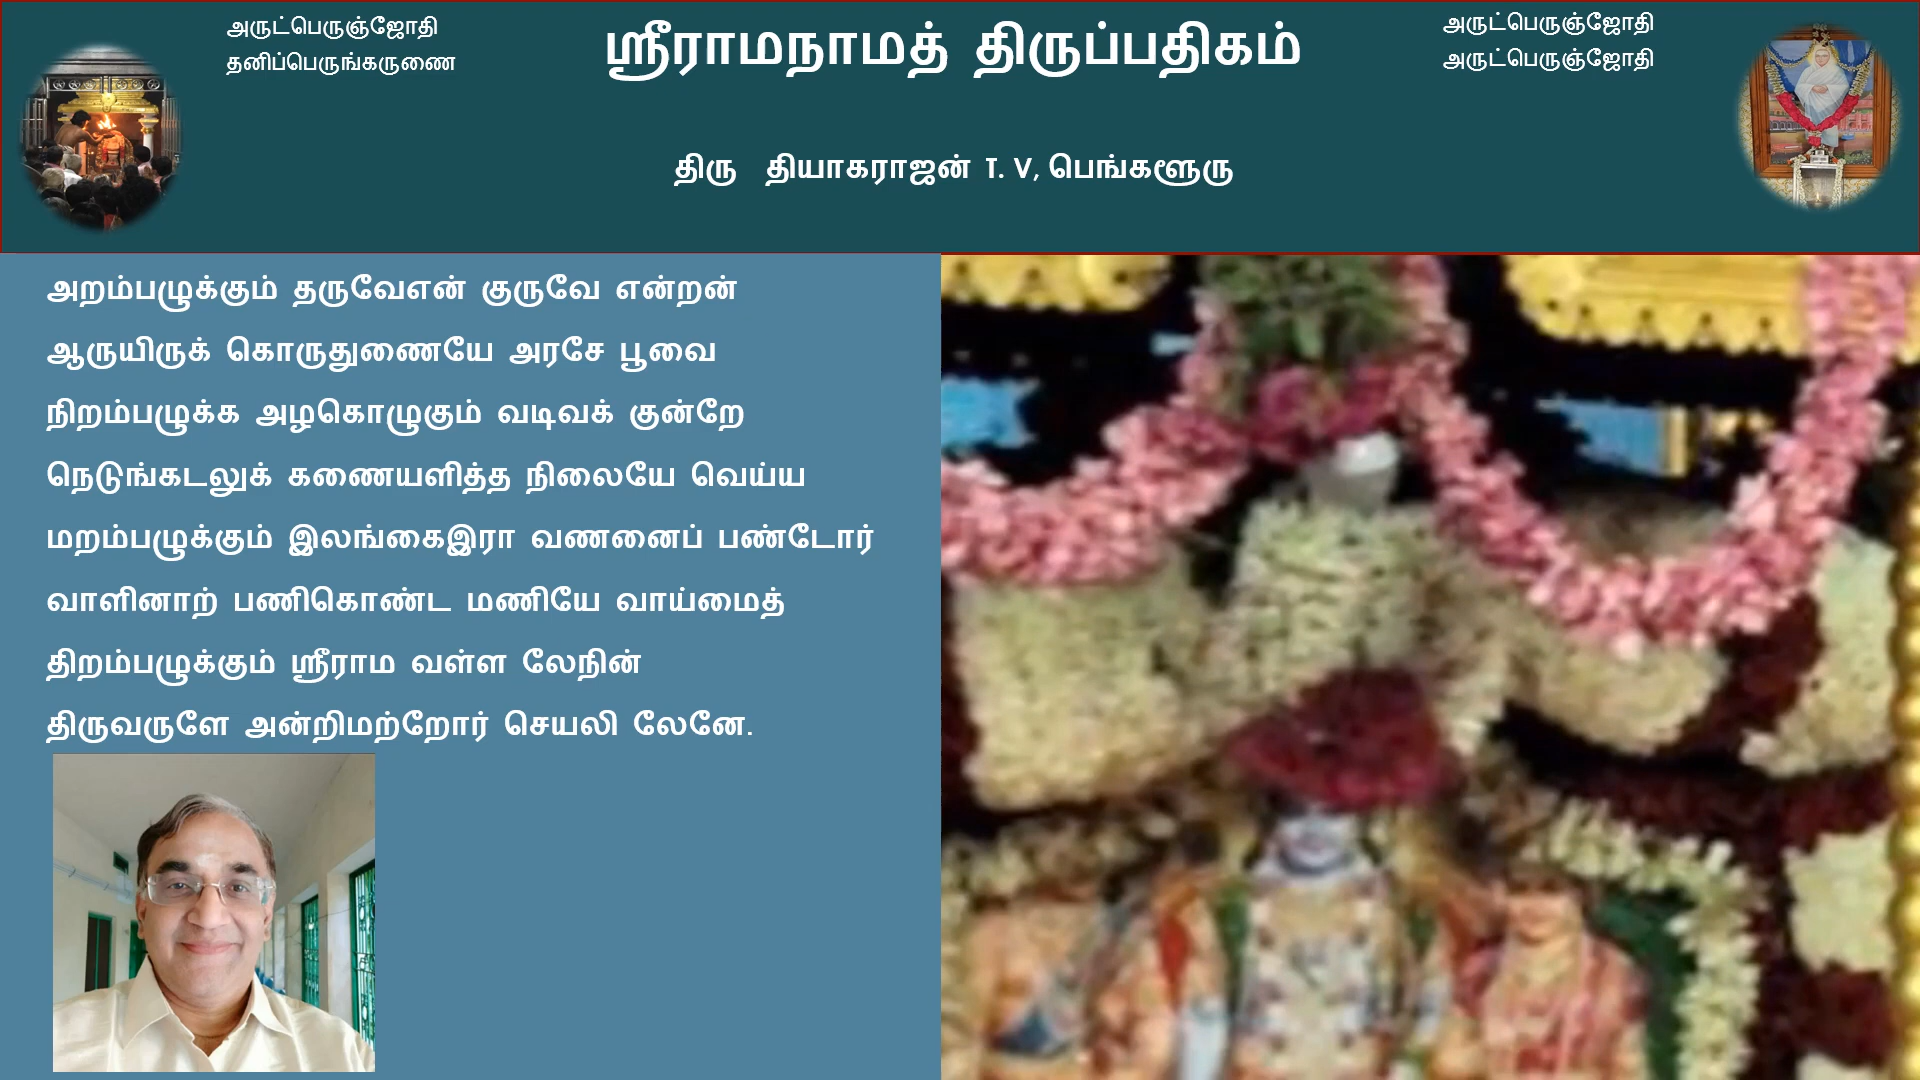 அருட்பெருஞ்ஜோதி
தனிப்பெருங்கருணை
ஸ்ரீராமநாமத் திருப்பதிகம்
அருட்பெருஞ்ஜோதி
அருட்பெருஞ்ஜோதி
திரு தியாகராஜன் T. V, பெங்களூரு
அறம்பழுக்கும் தருவேஎன் குருவே என்றன்
ஆருயிருக் கொருதுணையே அரசே பூவை
நிறம்பழுக்க அழகொழுகும் வடிவக் குன்றே
நெடுங்கடலுக் கணையளித்த நிலையே வெய்ய
மறம்பழுக்கும் இலங்கைஇரா வணனைப் பண்டோர்
வாளினாற் பணிகொண்ட மணியே வாய்மைத்
திறம்பழுக்கும் ஸ்ரீராம வள்ள லேநின்
திருவருளே அன்றிமற்றோர் செயலி லேனே.